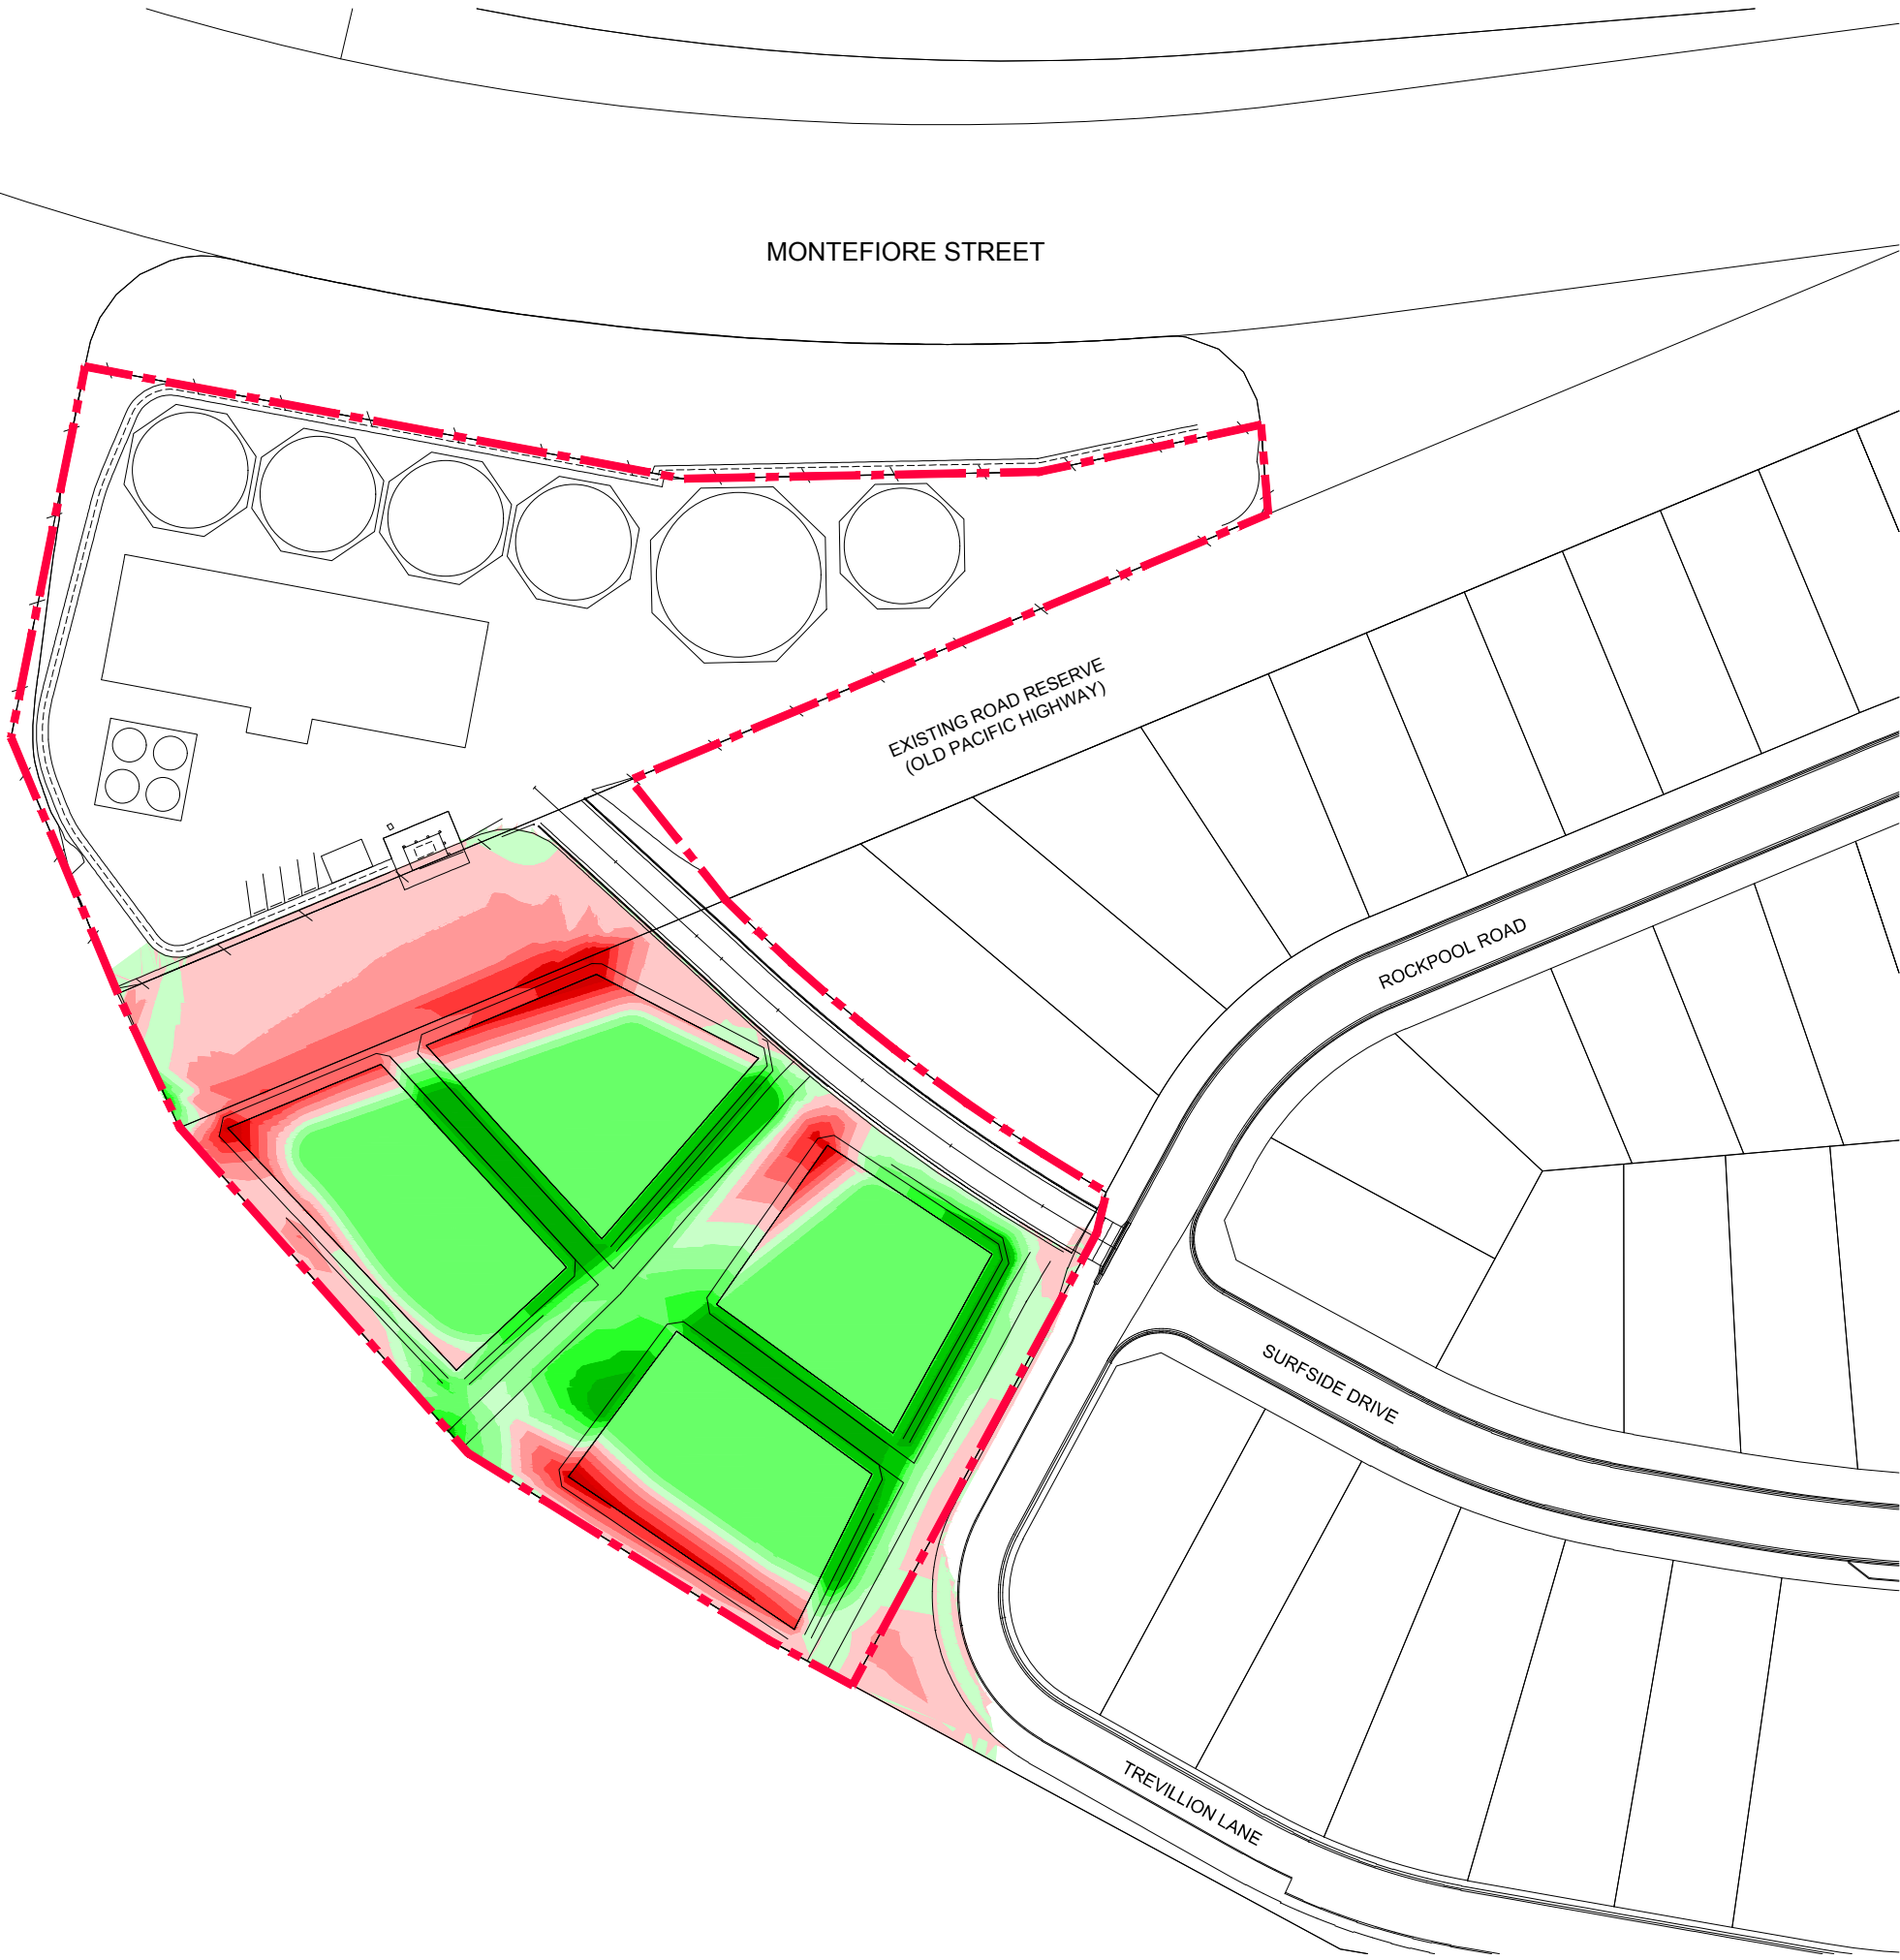 MONTEFIORE STREET
EXISTING ROAD RESERVE
(OLD PACIFIC HIGHWAY)
ROCKPOOL ROAD
SURFSIDE DRIVE
TREVILLION LANE